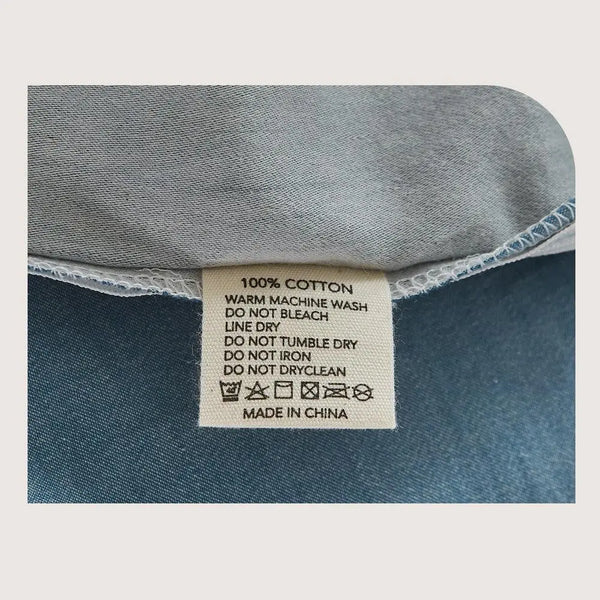 100% COTTON
WARM MACHINE WASH
DO NOT BLEACH
LINE DRY
DO NOT TUMBLE DRY
DO NOT IRON
DO NOT DRYCLEAN
40
MADE IN CHINA